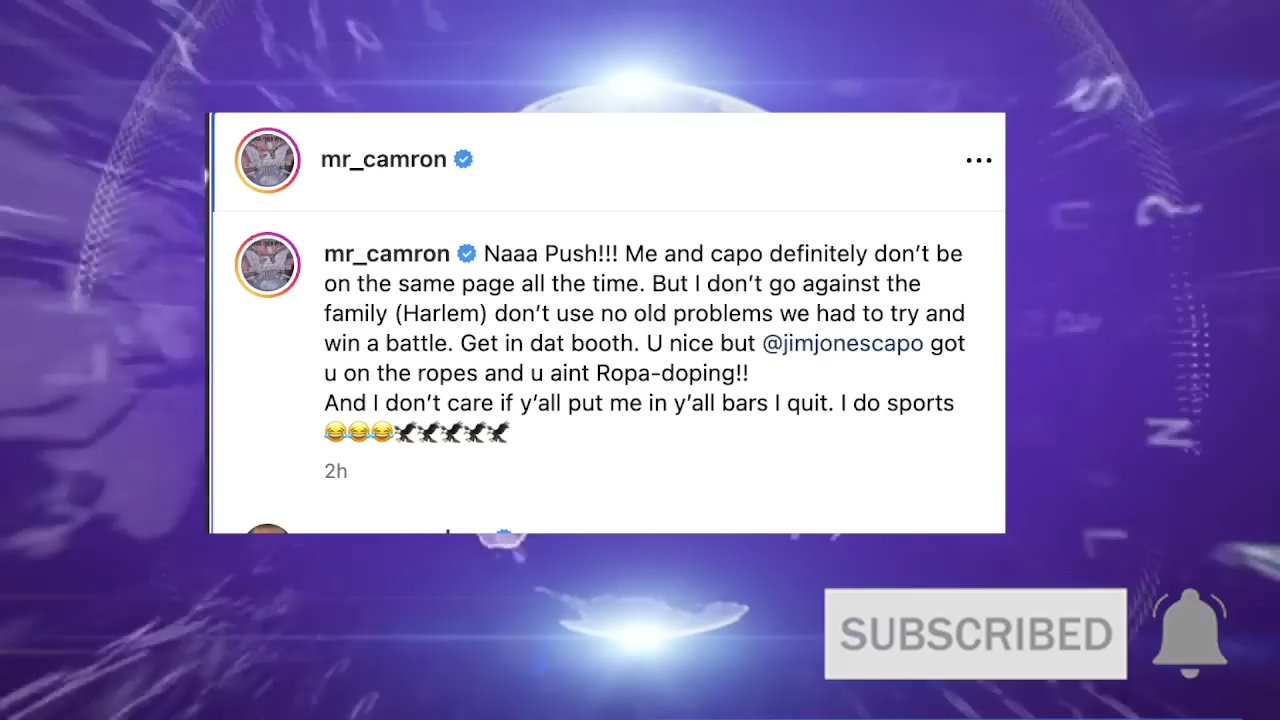 mr_camron
mr_camron Naaa Push!!! Me and capo definitely don't be
on the same page all the time. But I don't go against the
family (Harlem) don't use no old problems we had to try and
win a battle. Get in dat booth. U nice but @jimjonescapo got
u on the ropes and u aint Ropa-doping!!
And I don't care if y'all put me in y'all bars I quit. I do sports
😂😂😂🦅🦅🦅🦅🦅
2h
SUBSCRIBED